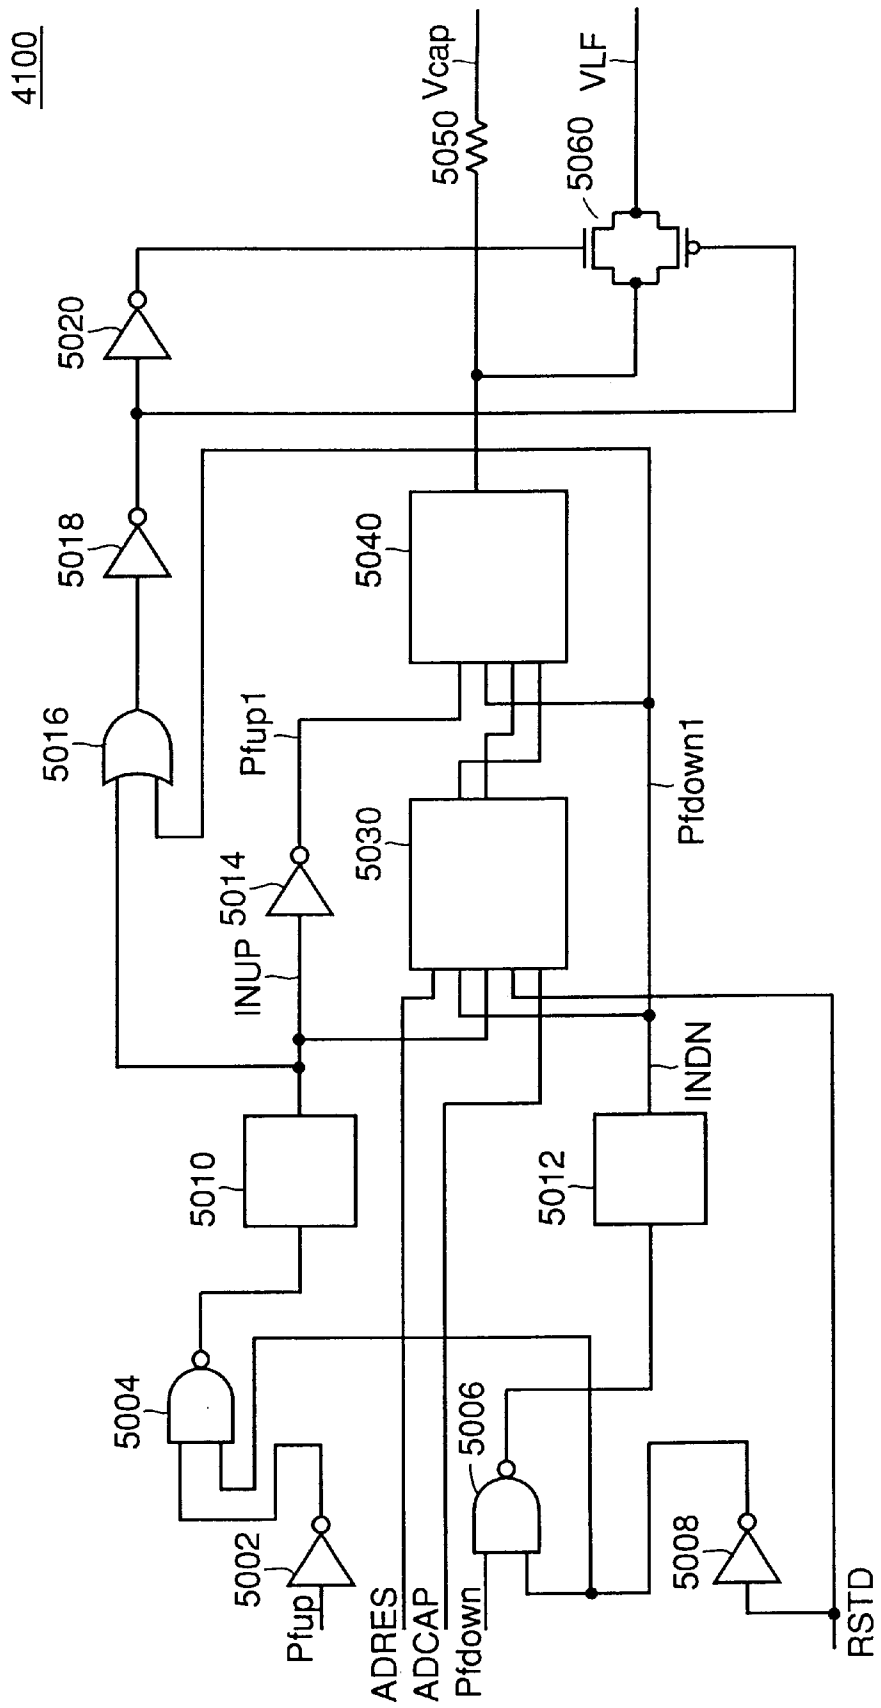 4100
Pfup
5002
5004
ADRES
ADCAP
Pfdown
5006
5008
RSTD
5010
5012
INUP
INDN
5014
Pfup1
5016
5018
5020
5030
5040
Pfdown1
5050
Vcap
5060
VLF